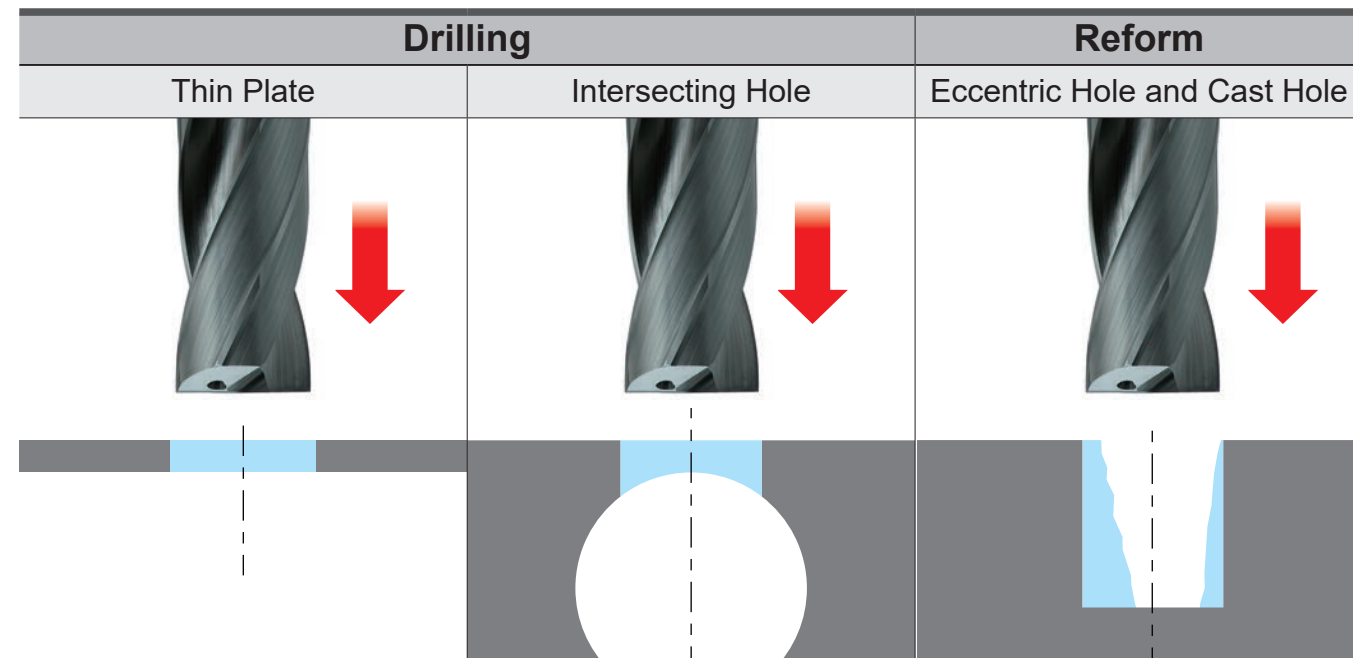 Drilling
Reform
Thin Plate
Intersecting Hole
Eccentric Hole and Cast Hole